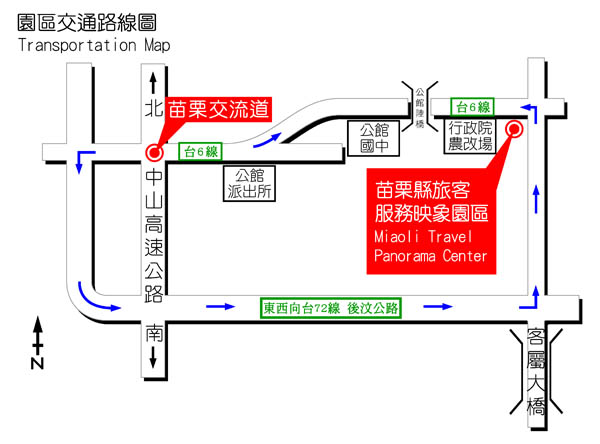 園區交通路線圖
Transportation Map
北
苗栗交流道
公館陸橋
台6線
台6線
公館
國中
行政院
農改場
公館
派出所
中山高速公路
苗栗縣旅客
服務映象園區
Miaoli Travel
Panorama Center
東西向台72線 後汶公路
南
客屬大橋
N